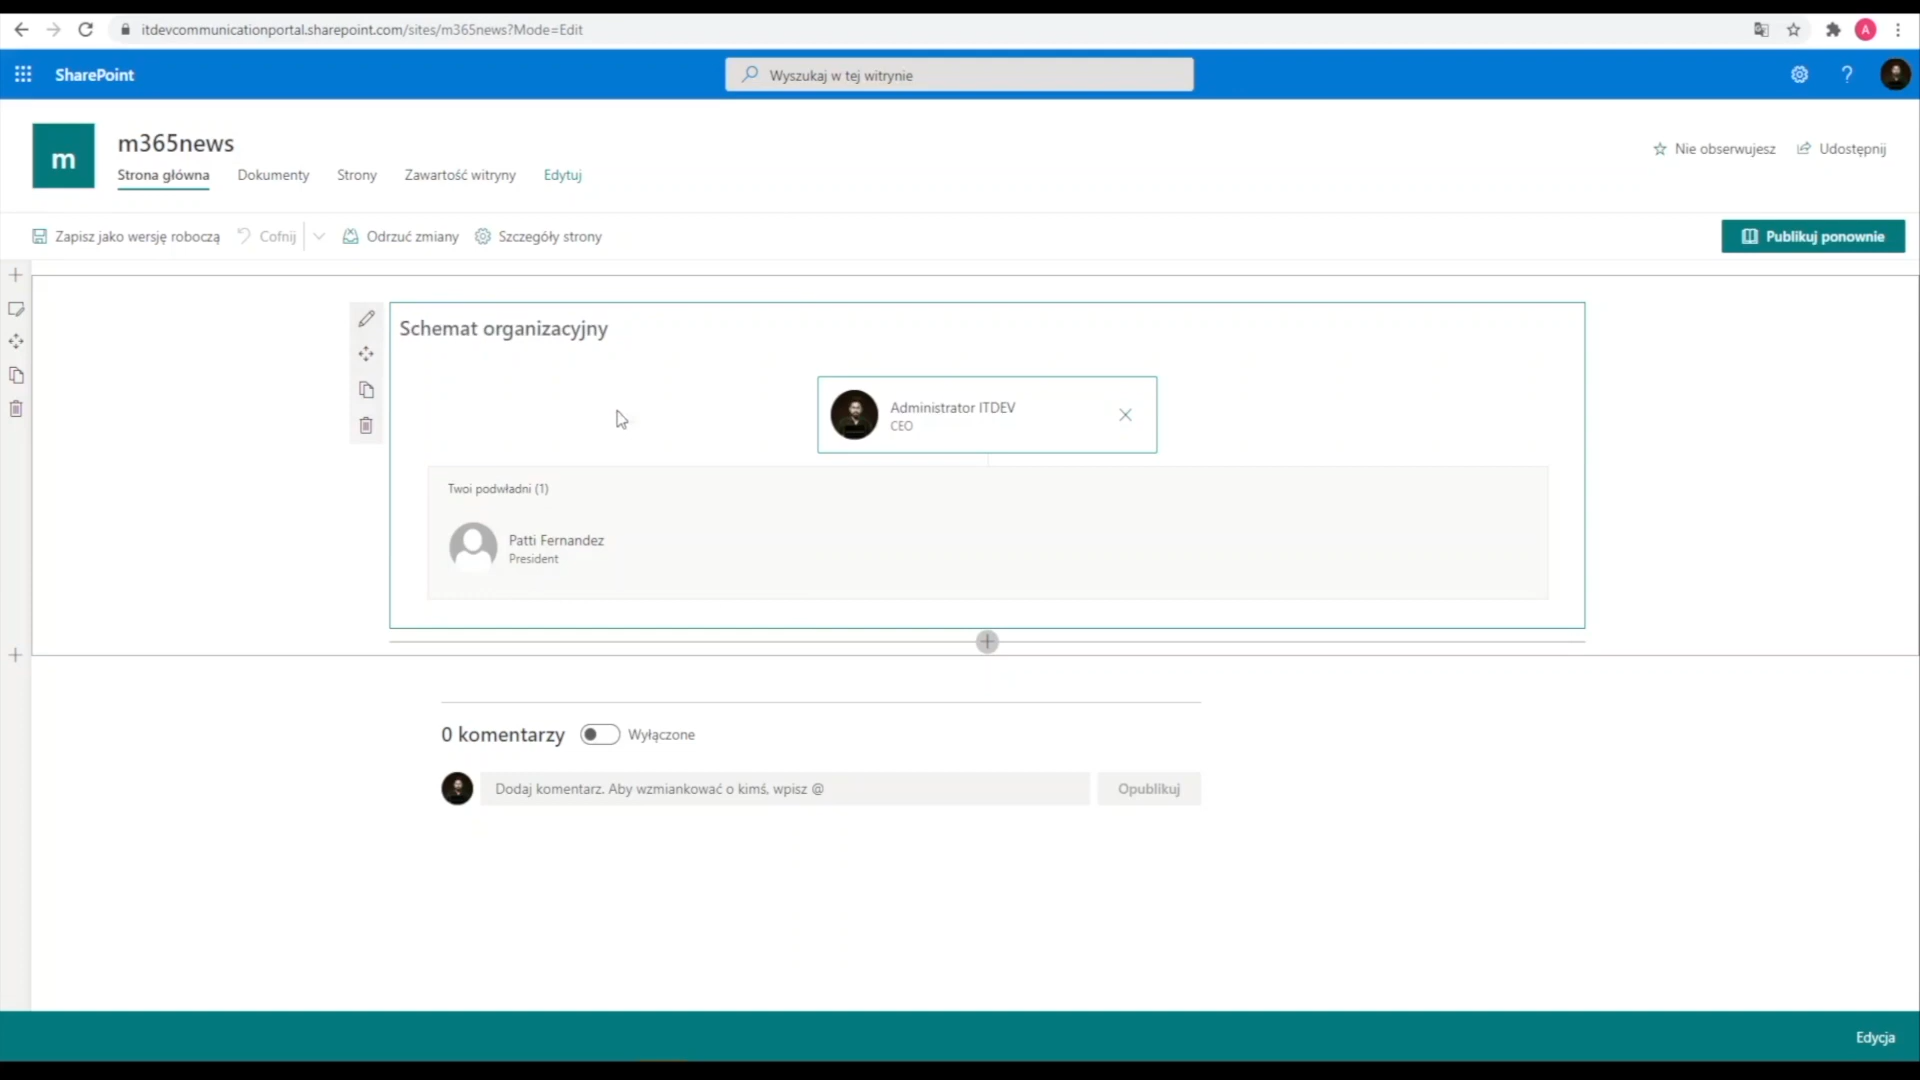 itdevcommunicationportal.sharepoint.com/sites/m365news?Mode=Edit
A
SharePoint
Wyszukaj w tej witrynie
?
m
m365news
Strona główna Dokumenty Strony Zawartość witryny Edytuj
Nie obserwujesz Udostępnij
Zapisz jako wersję roboczą Cofnij Odrzuć zmiany Szczegóły strony
Publikuj ponownie
Schemat organizacyjny
Administrator ITDEV
CEO
Twoi podwładni (1)
Patti Fernandez
President
0 komentarzy Wyłączone
Dodaj komentarz. Aby wzmiankować o kimś, wpisz @
Opublikuj
Edycja